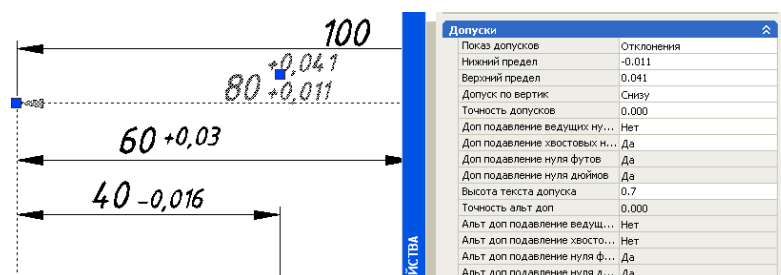 100
+0,041
80 +0,011
60 +0,03
40 -0,016
ЙСТВА
Допуски
Показ допусков Отклонения
Нижний предел -0.011
Верхний предел 0.041
Допуск по вертик Снизу
Точность допусков 0.000
Доп подавление ведущих ну... Нет
Доп подавление хвостовых н... Да
Доп подавление нуля футов Да
Доп подавление нуля дюймов Да
Высота текста допуска 0.7
Точность альт доп 0.000
Альт доп подавление ведущ... Нет
Альт доп подавление хвосто... Нет
Альт доп подавление нуля ф... Да
Альт доп подавление нуля д... Да